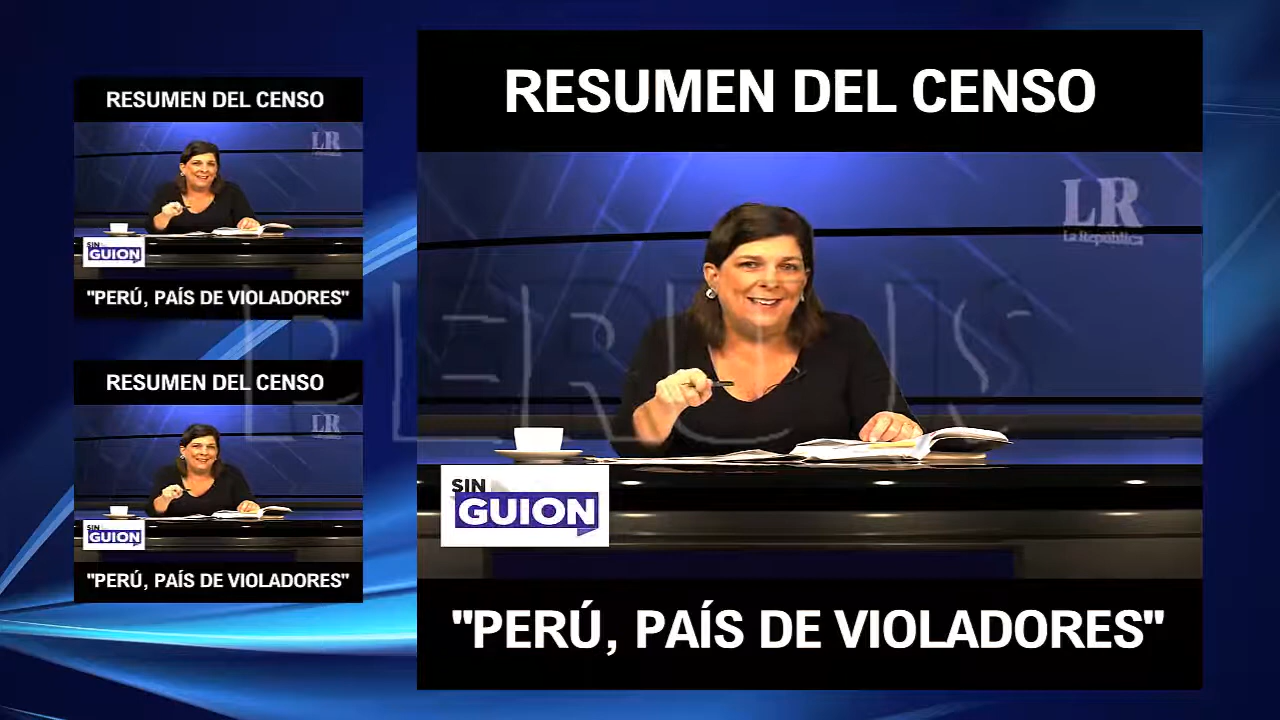 RESUMEN DEL CENSO
LR
La República
SIN
GUION
"PERÚ, PAÍS DE VIOLADORES"
RESUMEN DEL CENSO
LR
SIN
GUION
"PERÚ, PAÍS DE VIOLADORES"
RESUMEN DEL CENSO
LR
SIN
GUION
"PERÚ, PAÍS DE VIOLADORES"